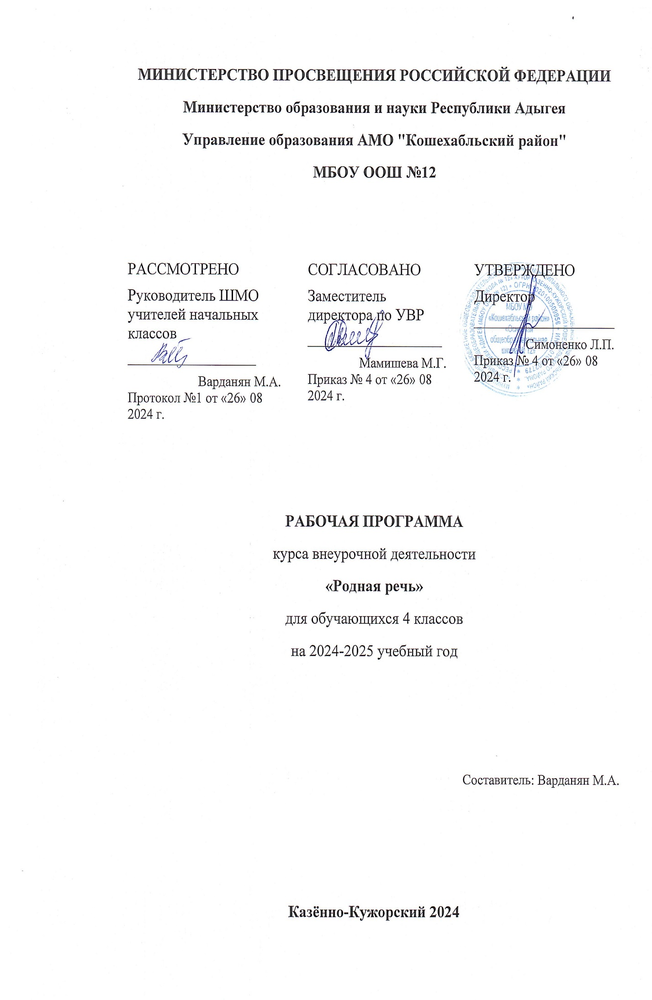 МИНИСТЕРСТВО ПРОСВЕЩЕНИЯ РОССИЙСКОЙ ФЕДЕРАЦИИ
Министерство образования и науки Республики Адыгея
Управление образования АМО "Кошехабльский район"
МБОУ ООШ №12
РАССМОТРЕНО
Руководитель ШМО
учителей начальных
классов
Варданян М.А.
Протокол №1 от «26» 08
2024 г.
СОГЛАСОВАНО
Заместитель
директора по УВР
Мамишева М.Г.
Приказ № 4 от «26» 08
2024 г.
УТВЕРЖДЕНО
Директор
Симоненко Л.П.
Приказ № 4 от «26» 08
2024 г.
МБОУ МО
«Кошехабльский район»
«Основная
общеобразовательная
школа № 12»
РАБОЧАЯ ПРОГРАММА
курса внеурочной деятельности
«Родная речь»
для обучающихся 4 классов
на 2024-2025 учебный год
Составитель: Варданян М.А.
Казённо-Кужорский 2024